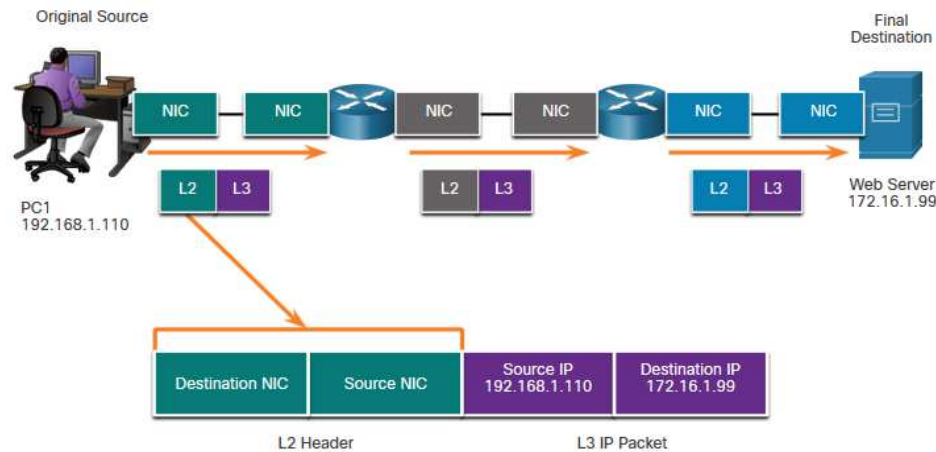 Original Source
Final
Destination
NIC
NIC
NIC
NIC
NIC
NIC
L2
L3
L2
L3
L2
L3
PC1
192.168.1.110
Web Server
172.16.1.99
Destination NIC
Source NIC
Source IP
192.168.1.110
Destination IP
172.16.1.99
L2 Header
L3 IP Packet